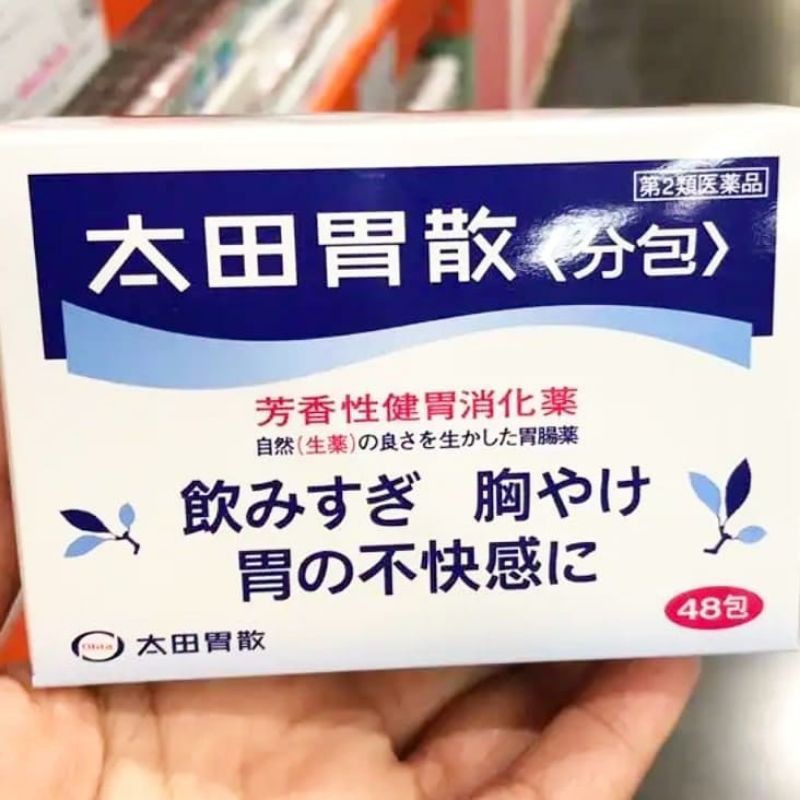 第2類医薬品
太田胃散〈分包〉
芳香性健胃消化薬
自然(生薬)の良さを生かした胃腸薬
飲みすぎ 胸やけ
胃の不快感に
48包
Ohta 太田胃散